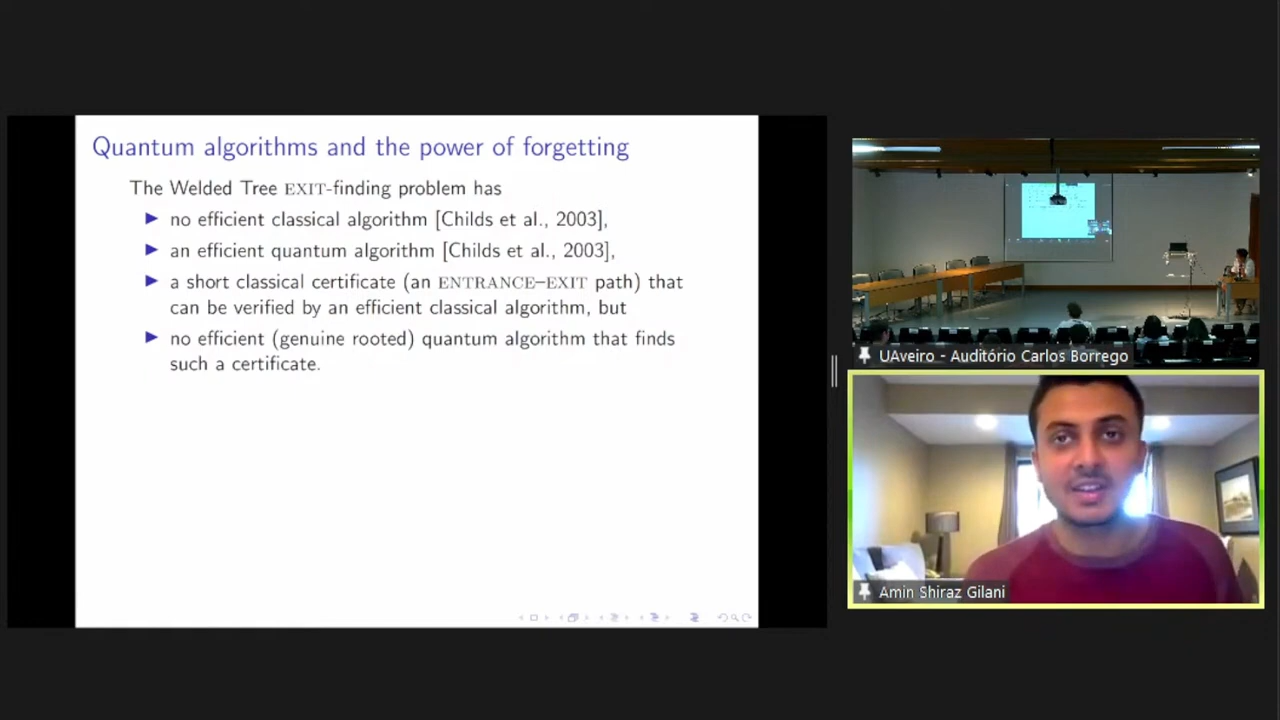 Quantum algorithms and the power of forgetting
The Welded Tree EXIT-finding problem has
no efficient classical algorithm [Childs et al., 2003],
an efficient quantum algorithm [Childs et al., 2003],
a short classical certificate (an ENTRANCE–EXIT path) that
can be verified by an efficient classical algorithm, but
no efficient (genuine rooted) quantum algorithm that finds
such a certificate.
UAveiro - Auditório Carlos Borrego
Amin Shiraz Gilani